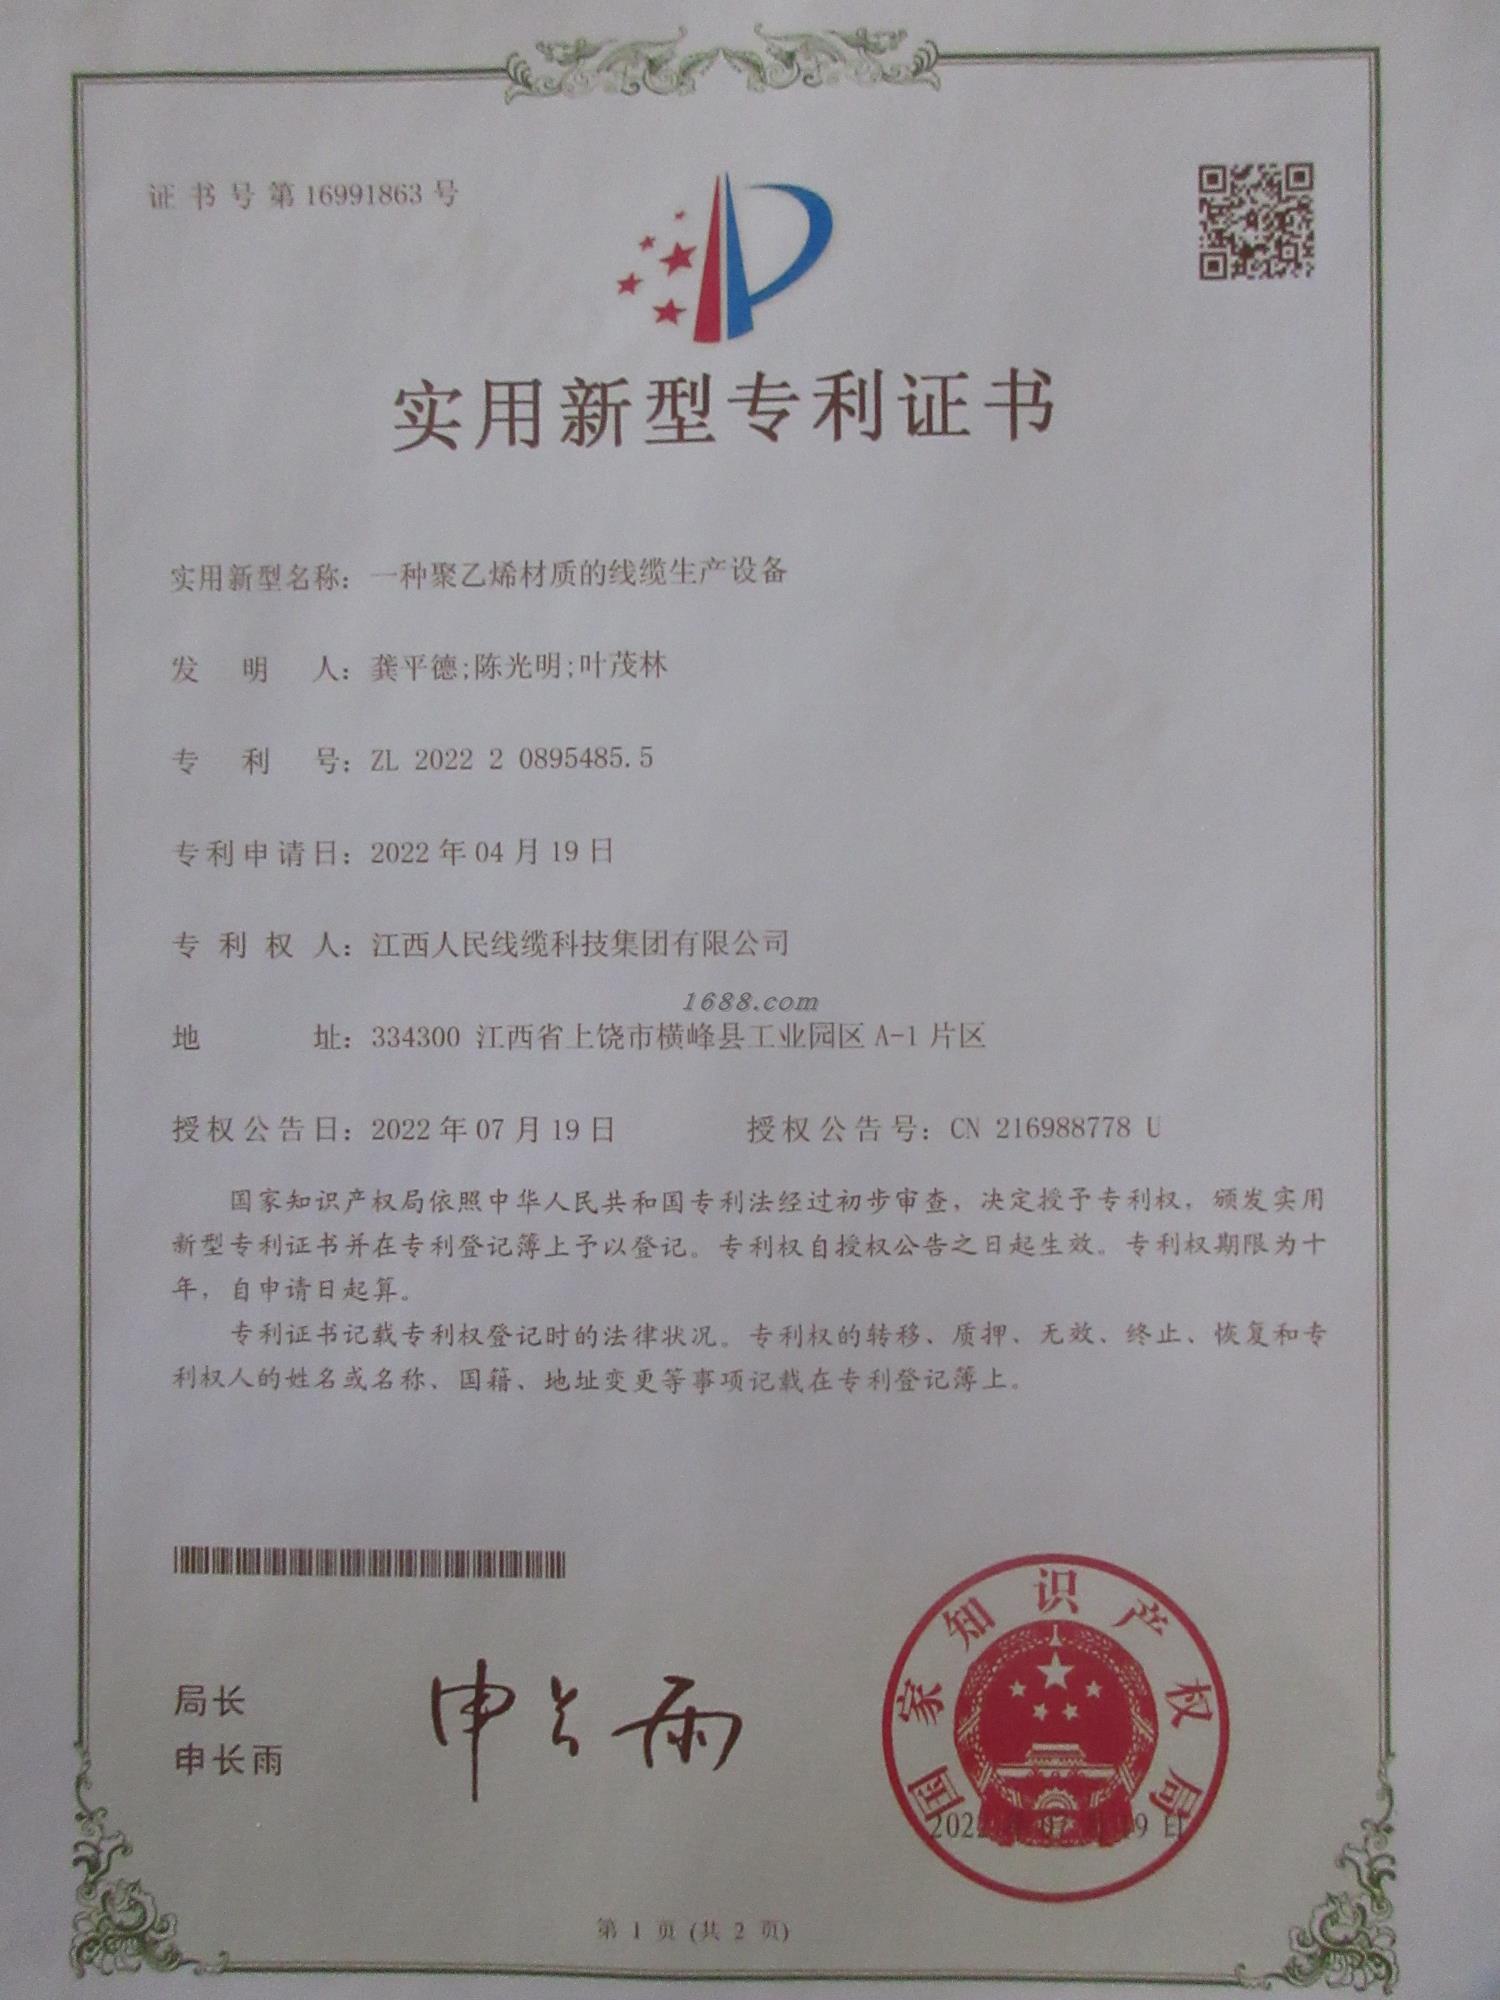 证书号第16991863号
实用新型专利证书
实用新型名称：一种聚乙烯材质的线缆生产设备
发明人：龚平德;陈光明;叶茂林
专利号：ZL 2022 2 0895485.5
专利申请日：2022年04月19日
专利权人：江西人民线缆科技集团有限公司
1688.com
地址：334300 江西省上饶市横峰县工业园区A-1片区
授权公告日：2022年07月19日 授权公告号：CN 216988778 U
国家知识产权局依照中华人民共和国专利法经过初步审查，决定授予专利权，颁发实用
新型专利证书并在专利登记簿上予以登记。专利权自授权公告之日起生效。专利权期限为十
年，自申请日起算。
专利证书记载专利权登记时的法律状况。专利权的转移、质押、无效、终止、恢复和专
利权人的姓名或名称、国籍、地址变更等事项记载在专利登记簿上。
局长
申长雨
申长雨
国家知识产权局
第 1 页 (共 2 页)